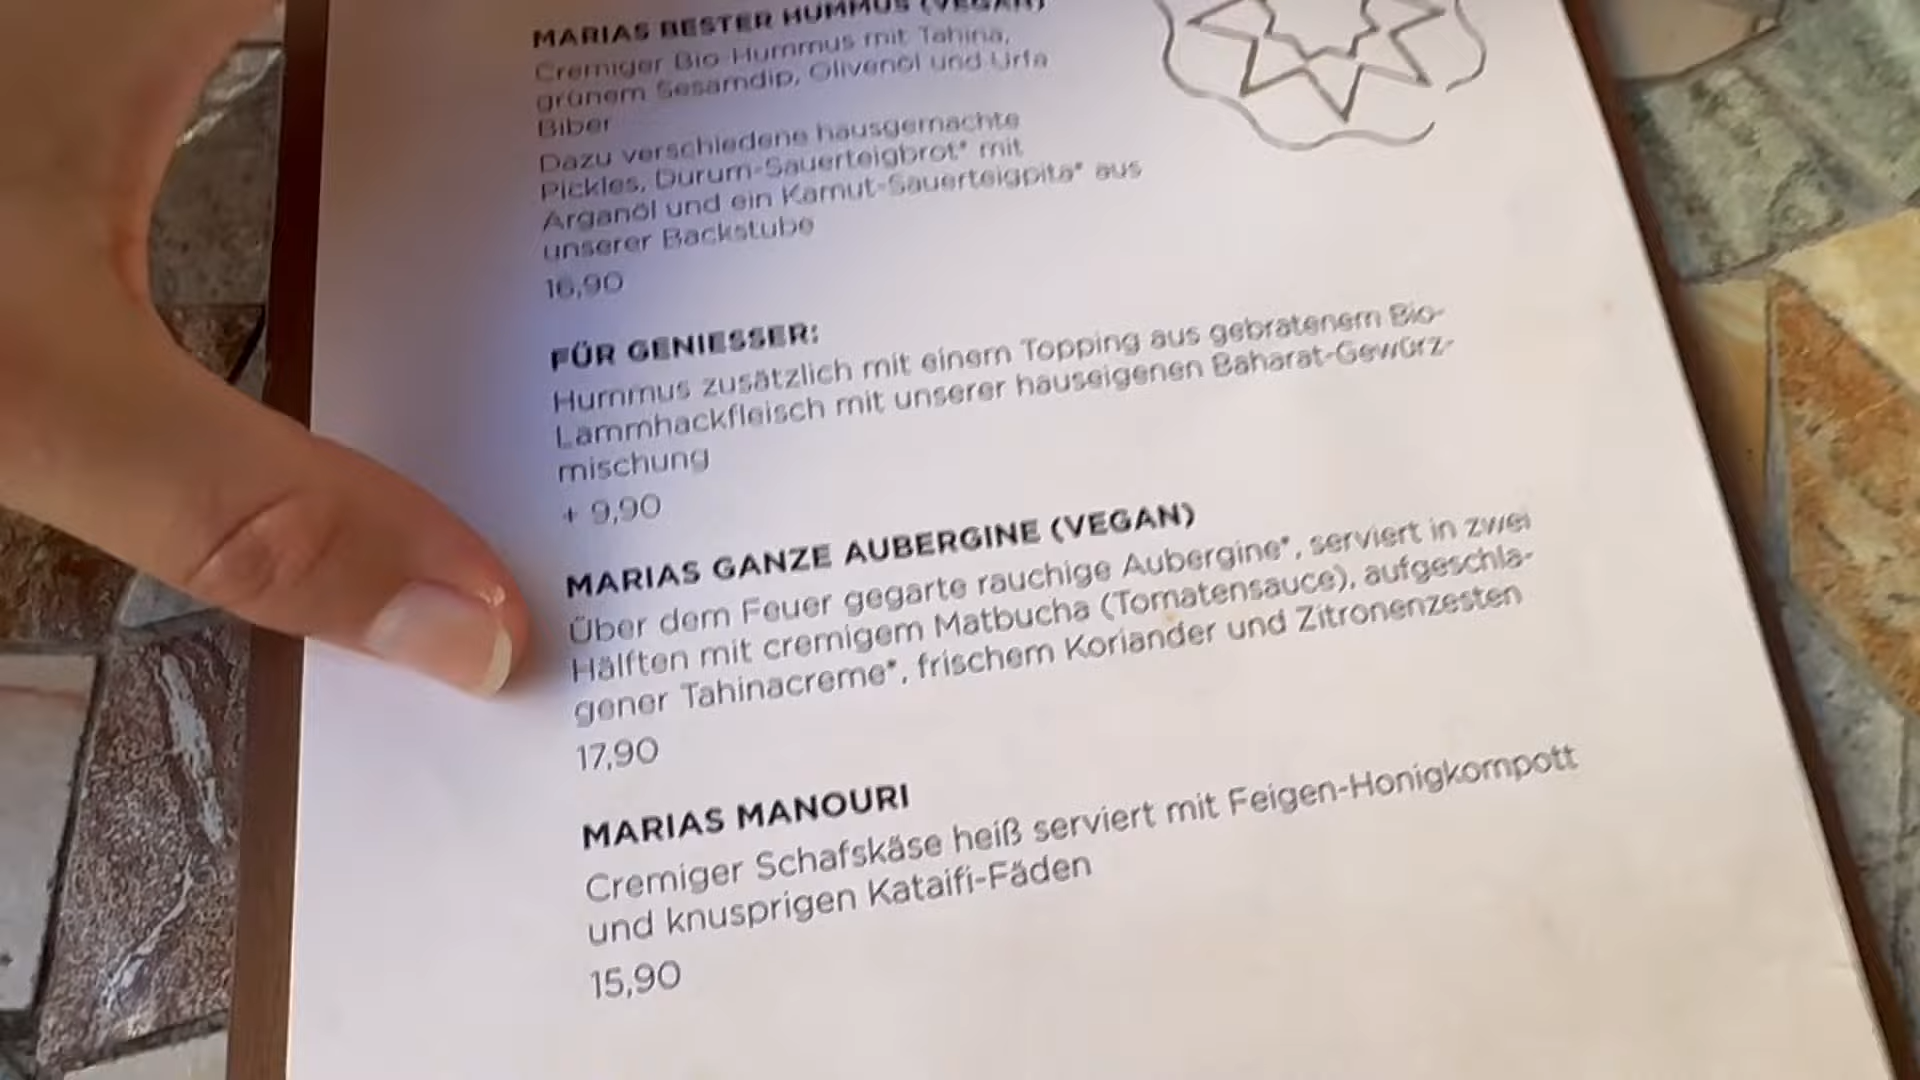 MARIAS BESTER HUMMUS (VEGAN)
Cremiger Bio-Hummus mit Tahina,
grünem Sesamdip, Olivenöl und Urfa
Biber
Dazu verschiedene hausgemachte
Pickles, Durum-Sauerteigbrot* mit
Arganöl und ein Kamut-Sauerteigpita* aus
unserer Backstube
16,90
FÜR GENIESSER:
Hummus zusätzlich mit einem Topping aus gebratenem Bio-
Lammhackfleisch mit unserer hauseigenen Baharat-Gewürz-
mischung
+ 9,90
MARIAS GANZE AUBERGINE (VEGAN)
Über dem Feuer gegarte rauchige Aubergine*, serviert in zwei
Hälften mit cremigem Matbucha (Tomatensauce), aufgeschla-
gener Tahinacreme*, frischem Koriander und Zitronenzesten
17,90
MARIAS MANOURI
Cremiger Schafskäse heiß serviert mit Feigen-Honigkompott
und knusprigen Kataifi-Fäden
15,90